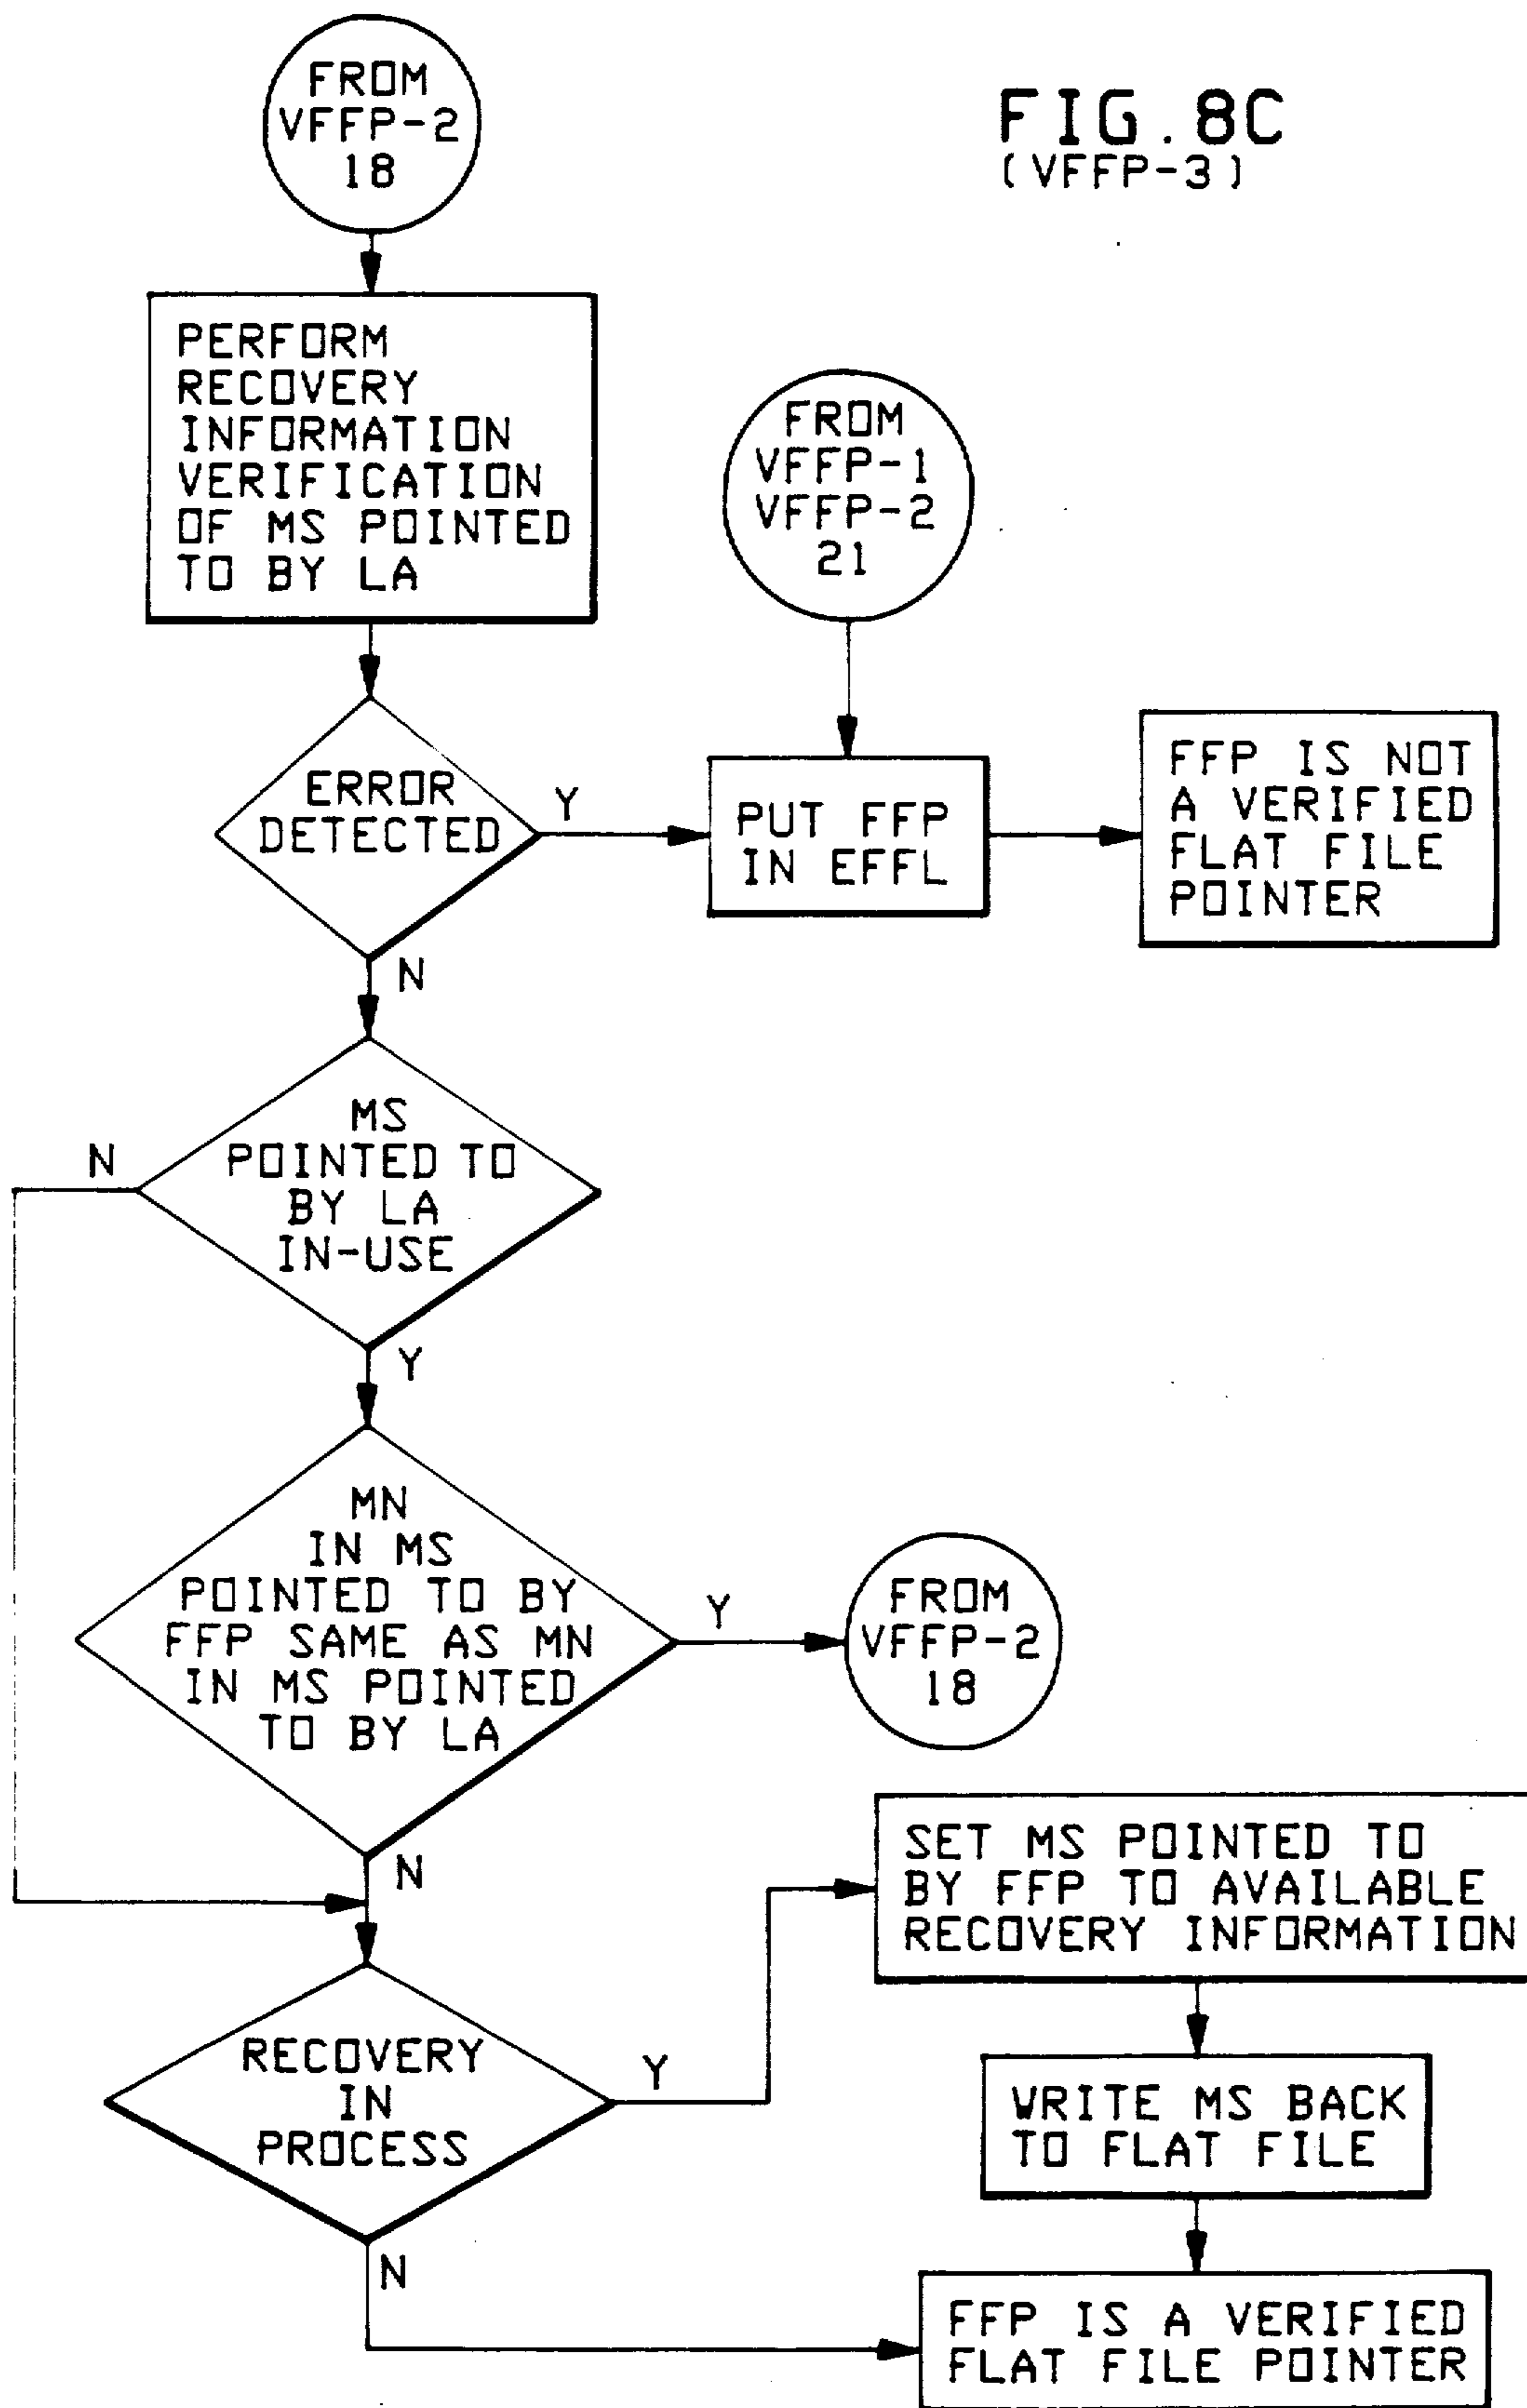 FROM
VFFP-2
18
FIG. 8C
(VFFP-3)
PERFORM
RECOVERY
INFORMATION
VERIFICATION
OF MS POINTED
TO BY LA
FROM
VFFP-1
VFFP-2
21
ERROR
DETECTED
Y
N
PUT FFP
IN EFFL
FFP IS NOT
A VERIFIED
FLAT FILE
POINTER
MS
POINTED TO
BY LA
IN-USE
N
Y
MN
IN MS
POINTED TO BY
FFP SAME AS MN
IN MS POINTED
TO BY LA
Y
N
FROM
VFFP-2
18
SET MS POINTED TO
BY FFP TO AVAILABLE
RECOVERY INFORMATION
RECOVERY
IN
PROCESS
Y
N
WRITE MS BACK
TO FLAT FILE
FFP IS A VERIFIED
FLAT FILE POINTER